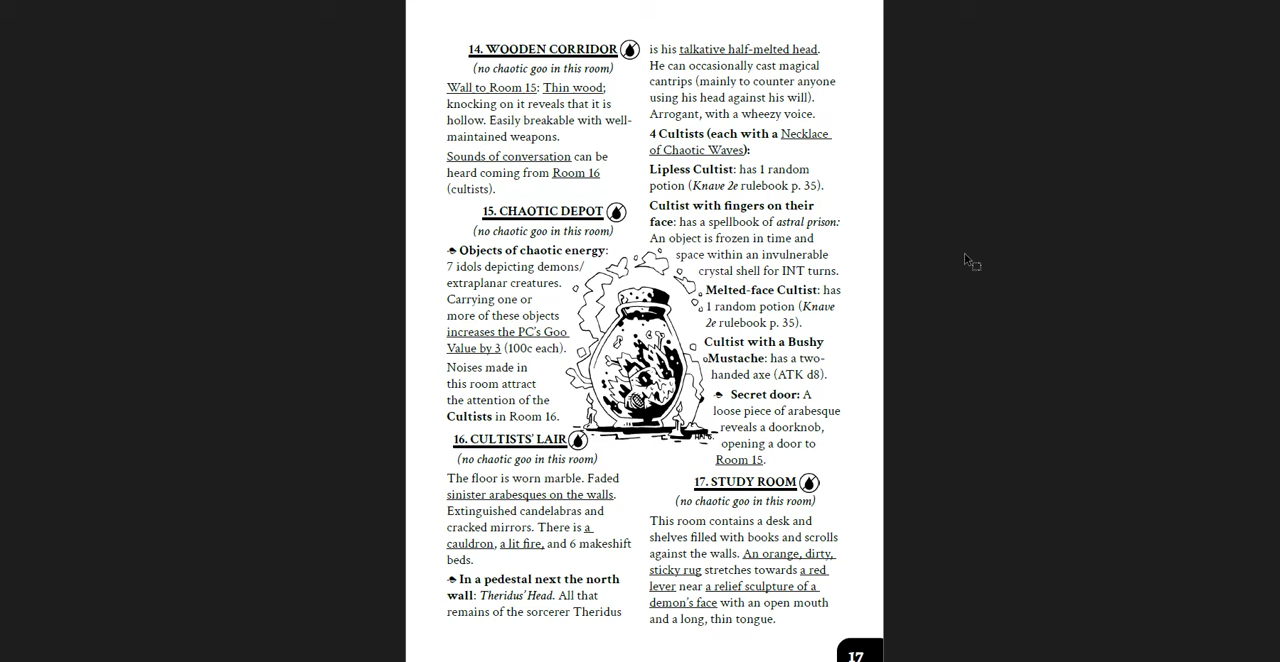 14. WOODEN CORRIDOR
(no chaotic goo in this room)
Wall to Room 15: Thin wood;
knocking on it reveals that it is
hollow. Easily breakable with well-
maintained weapons.
Sounds of conversation can be
heard coming from Room 16
(cultists).
15. CHAOTIC DEPOT
(no chaotic goo in this room)
Objects of chaotic energy:
7 idols depicting demons/
extraplanar creatures.
Carrying one or
more of these objects
increases the PC's Goo
Value by 3 (100c each).
Noises made in
this room attract
the attention of the
Cultists in Room 16.
16. CULTISTS' LAIR
(no chaotic goo in this room)
The floor is worn marble. Faded
sinister arabesques on the walls.
Extinguished candelabras and
cracked mirrors. There is a
cauldron, a lit fire, and 6 makeshift
beds.
In a pedestal next the north
wall: Theridus' Head. All that
remains of the sorcerer Theridus
is his talkative half-melted head.
He can occasionally cast magical
cantrips (mainly to counter anyone
using his head against his will).
Arrogant, with a wheezy voice.
4 Cultists (each with a Necklace
of Chaotic Waves):
Lipless Cultist: has 1 random
potion (Knave 2e rulebook p. 35).
Cultist with fingers on their
face: has a spellbook of astral prison:
An object is frozen in time and
space within an invulnerable
crystal shell for INT turns.
Melted-face Cultist: has
1 random potion (Knave
2e rulebook p. 35).
Cultist with a Bushy
Mustache: has a two-
handed axe (ATK d8).
Secret door: A
loose piece of arabesque
reveals a doorknob,
opening a door to
Room 15.
17. STUDY ROOM
(no chaotic goo in this room)
This room contains a desk and
shelves filled with books and scrolls
against the walls. An orange, dirty,
sticky rug stretches towards a red
lever near a relief sculpture of a
demon's face with an open mouth
and a long, thin tongue.
17